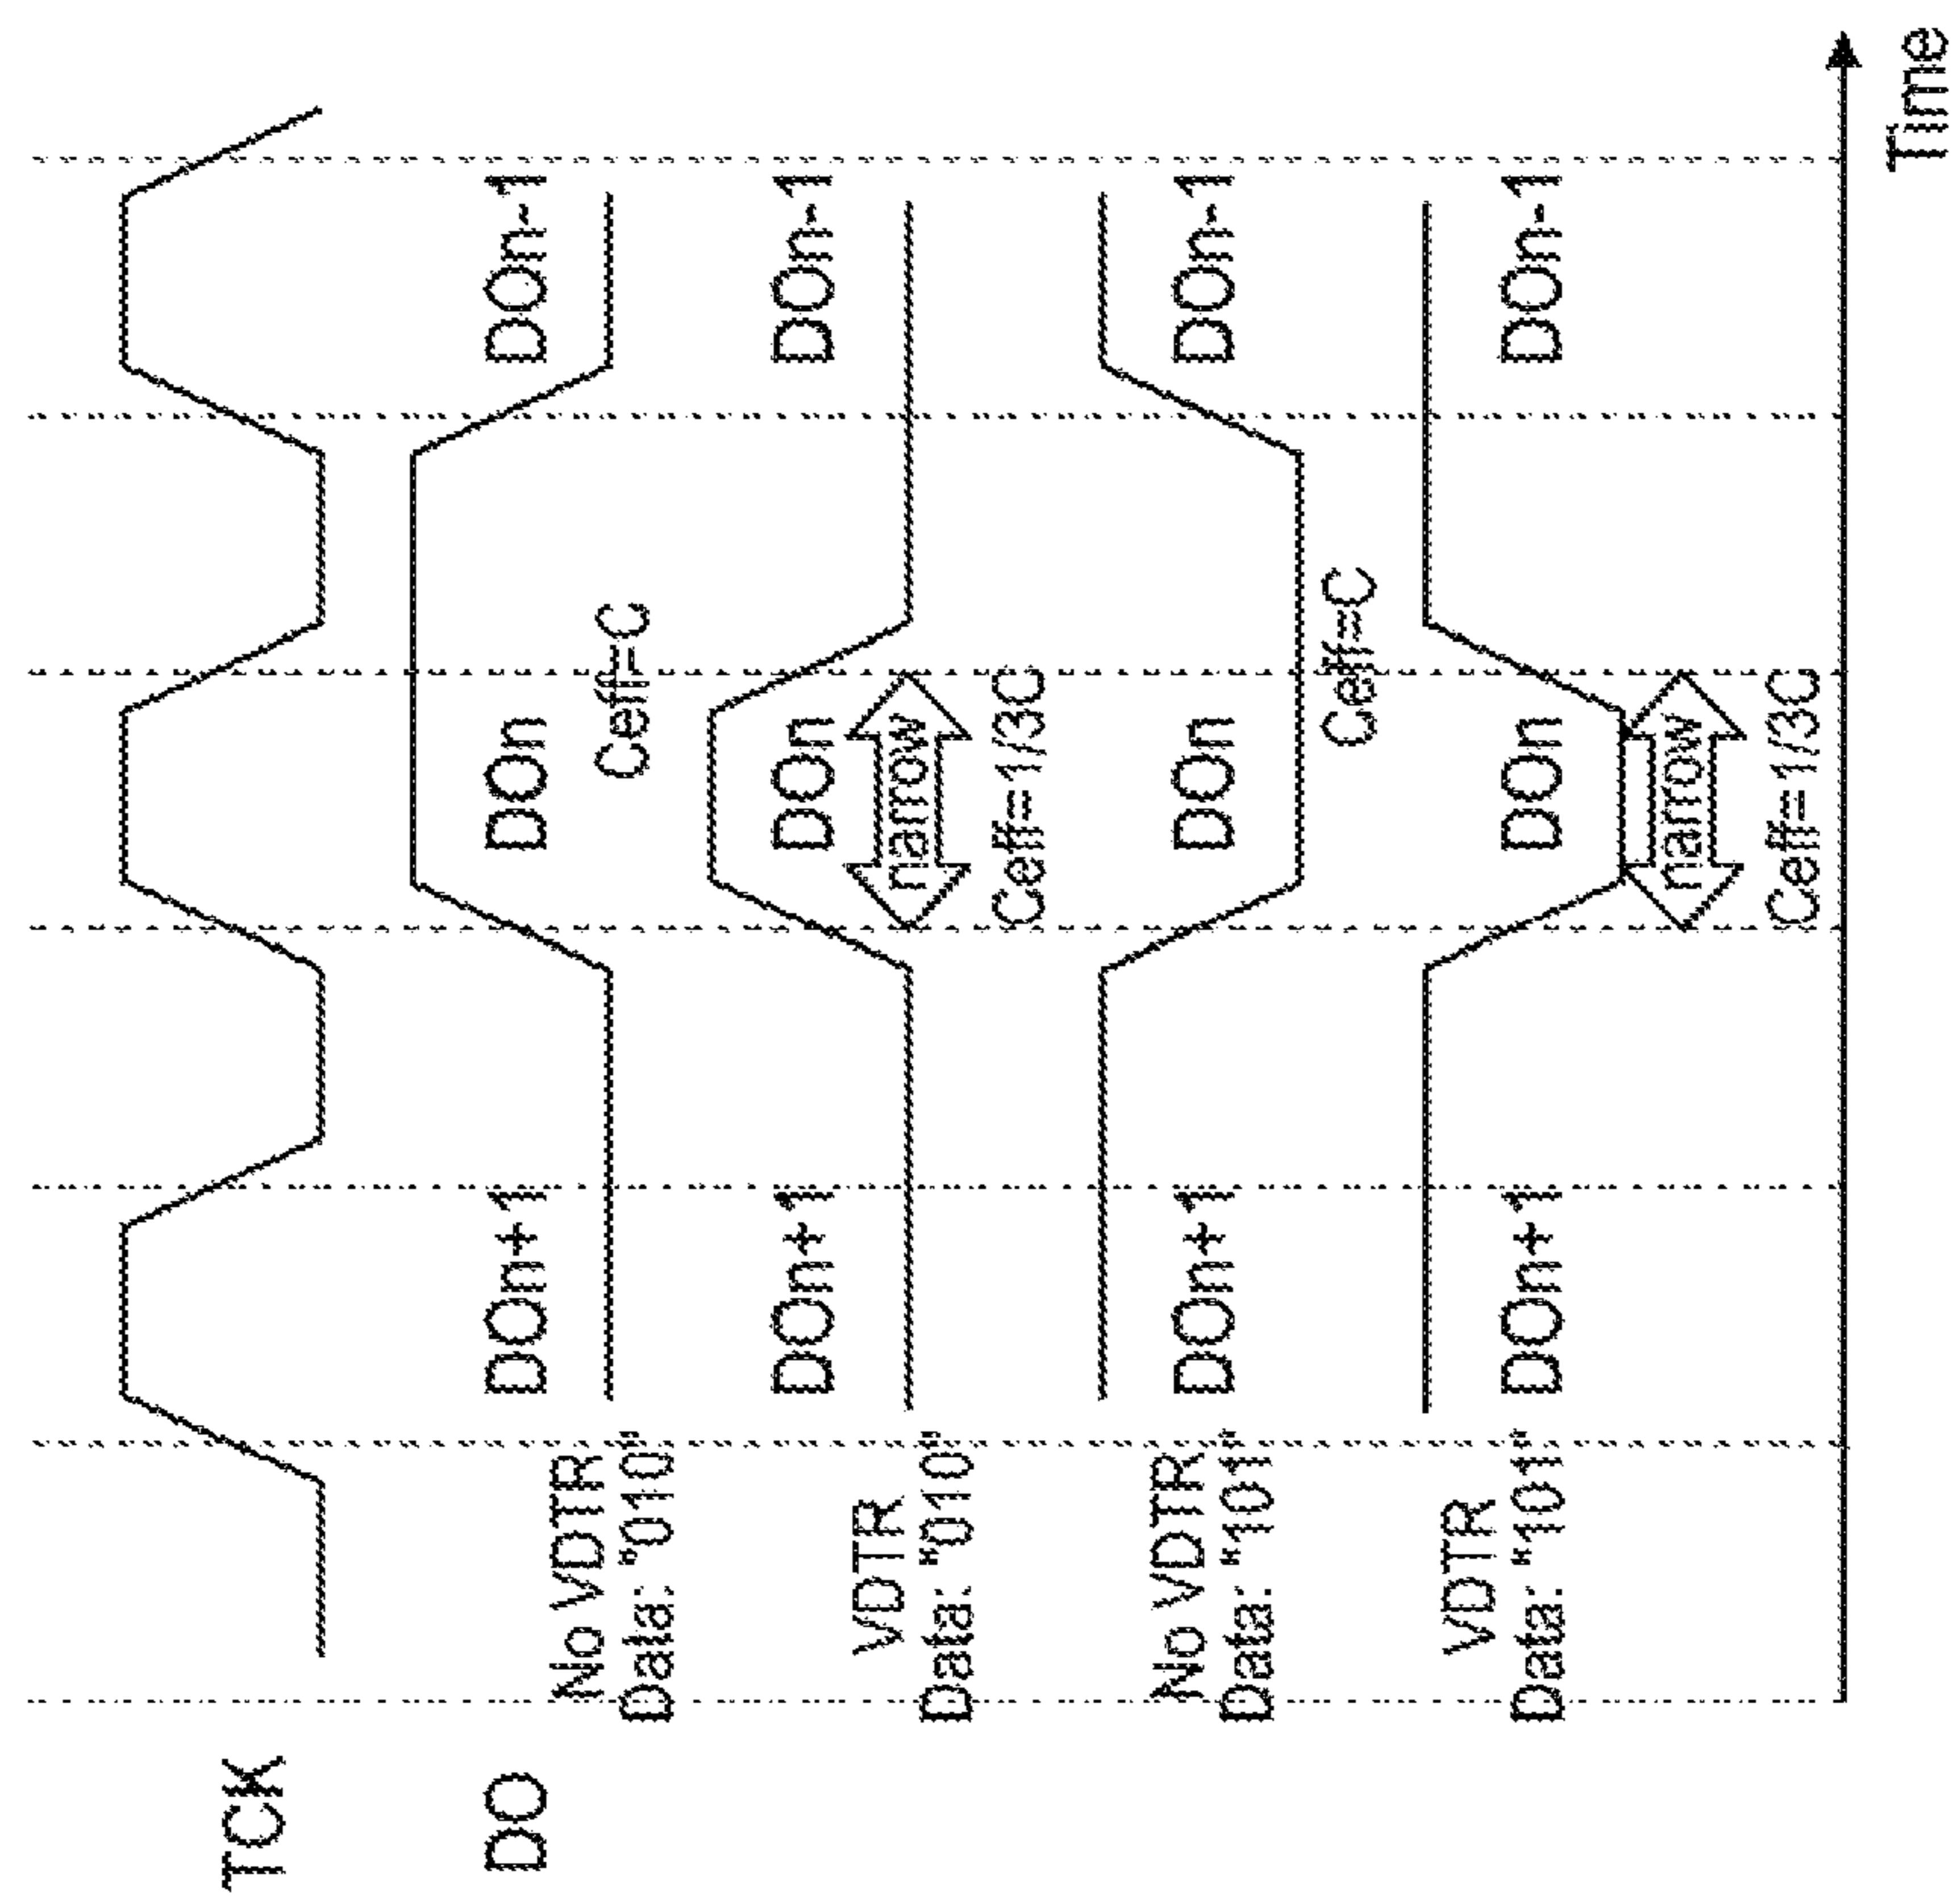 TCK
DO
No VDTR
Data: "010"
DOn+1
DOn
DOn-1
Ceff=C
VDTR
Data: "010"
DOn+1
DOn
DOn-1
narrow
Ceff=1/3C
No VDTR
Data: "101"
DOn+1
DOn
DOn-1
Ceff=C
VDTR
Data: "101"
DOn+1
DOn
DOn-1
narrow
Ceff=1/3C
Time